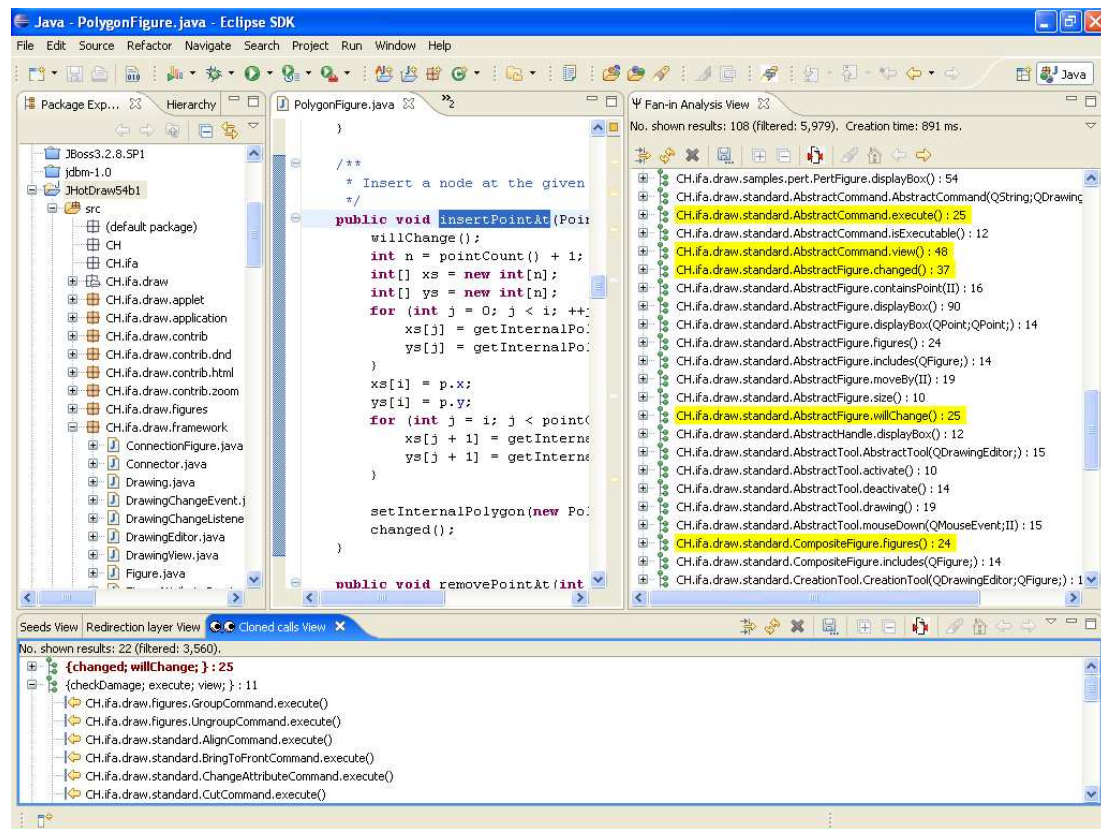 Java - PolygonFigure.java - Eclipse SDK
File Edit Source Refactor Navigate Search Project Run Window Help
Java
Package Exp...
Hierarchy
JBoss3.2.8.SP1
jdbm-1.0
JHotDraw54b1
src
(default package)
CH
CH.ifa
CH.ifa.draw
CH.ifa.draw.applet
CH.ifa.draw.application
CH.ifa.draw.contrib
CH.ifa.draw.contrib.dnd
CH.ifa.draw.contrib.html
CH.ifa.draw.contrib.zoom
CH.ifa.draw.figures
CH.ifa.draw.framework
ConnectionFigure.java
Connector.java
Drawing.java
DrawingChangeEvent.j
DrawingChangeListene
DrawingEditor.java
DrawingView.java
Figure.java
PolygonFigure.java
»2
}
/**
* Insert a node at the given
*/
public void insertPointAt(Poin
willChange();
int n = pointCount() + 1;
int[] xs = new int[n];
int[] ys = new int[n];
for (int j = 0; j < i; ++j
xs[j] = getInternalPol
ys[j] = getInternalPol
}
xs[i] = p.x;
ys[i] = p.y;
for (int j = i; j < pointC
xs[j + 1] = getInterna
ys[j + 1] = getInterna
}
setInternalPolygon(new Pol
changed();
}
public void removePointAt(int
Fan-in Analysis View
No. shown results: 108 (filtered: 5,979). Creation time: 891 ms.
CH.ifa.draw.samples.pert.PertFigure.displayBox() : 54
CH.ifa.draw.standard.AbstractCommand.AbstractCommand(QString;QDrawing
CH.ifa.draw.standard.AbstractCommand.execute() : 25
CH.ifa.draw.standard.AbstractCommand.isExecutable() : 12
CH.ifa.draw.standard.AbstractCommand.view() : 48
CH.ifa.draw.standard.AbstractFigure.changed() : 37
CH.ifa.draw.standard.AbstractFigure.containsPoint(II) : 16
CH.ifa.draw.standard.AbstractFigure.displayBox() : 90
CH.ifa.draw.standard.AbstractFigure.displayBox(QPoint;QPoint;) : 14
CH.ifa.draw.standard.AbstractFigure.figures() : 24
CH.ifa.draw.standard.AbstractFigure.includes(QFigure;) : 14
CH.ifa.draw.standard.AbstractFigure.moveBy(II) : 19
CH.ifa.draw.standard.AbstractFigure.size() : 10
CH.ifa.draw.standard.AbstractFigure.willChange() : 25
CH.ifa.draw.standard.AbstractHandle.displayBox() : 12
CH.ifa.draw.standard.AbstractTool.AbstractTool(QDrawingEditor;) : 15
CH.ifa.draw.standard.AbstractTool.activate() : 10
CH.ifa.draw.standard.AbstractTool.deactivate() : 14
CH.ifa.draw.standard.AbstractTool.drawing() : 19
CH.ifa.draw.standard.AbstractTool.mouseDown(QMouseEvent;II) : 15
CH.ifa.draw.standard.CompositeFigure.figures() : 24
CH.ifa.draw.standard.CompositeFigure.includes(QFigure;) : 14
CH.ifa.draw.standard.CreationTool.CreationTool(QDrawingEditor;QFigure;) : 1
Seeds View Redirection layer View Cloned calls View
No. shown results: 22 (filtered: 3,560).
{changed; willChange; } : 25
{checkDamage; execute; view; } : 11
CH.ifa.draw.figures.GroupCommand.execute()
CH.ifa.draw.figures.UngroupCommand.execute()
CH.ifa.draw.standard.AlignCommand.execute()
CH.ifa.draw.standard.BringToFrontCommand.execute()
CH.ifa.draw.standard.ChangeAttributeCommand.execute()
CH.ifa.draw.standard.CutCommand.execute()